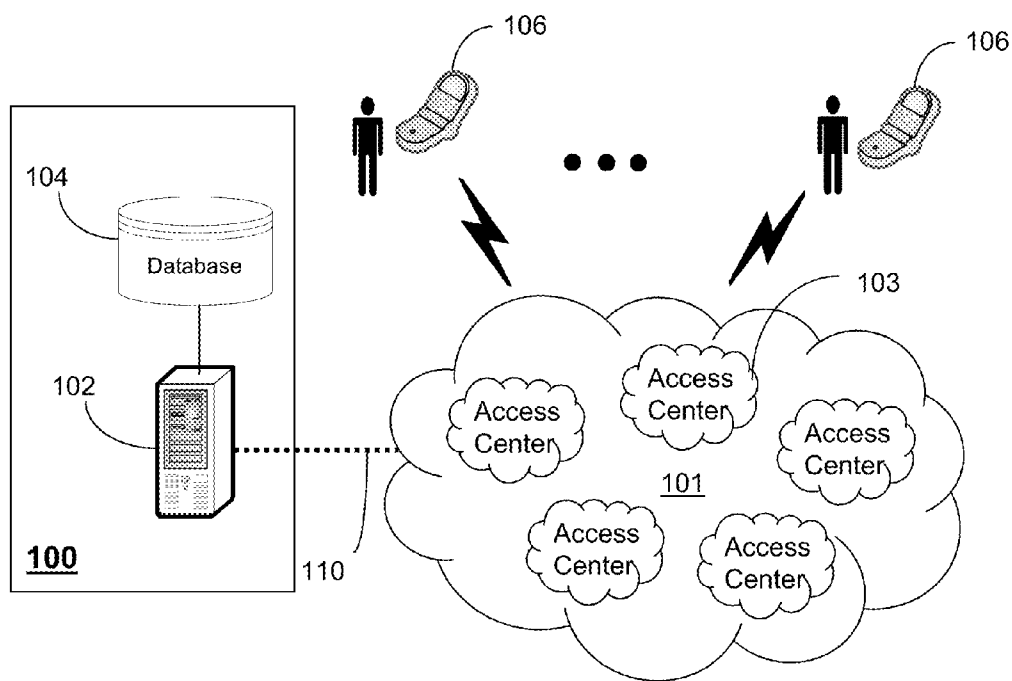 106
106
104
Database
103
102
Access
Center
Access
Center
Access
Center
101
Access
Center
Access
Center
100
110